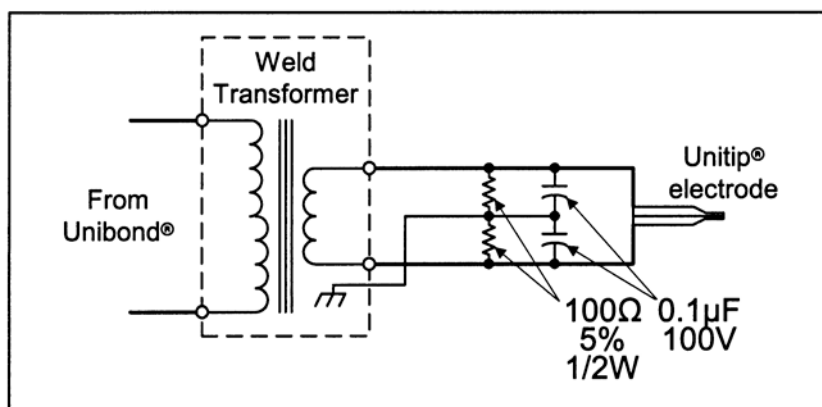 Weld
Transformer
From
Unibond®
Unitip®
electrode
100Ω
5%
1/2W
0.1µF
100V